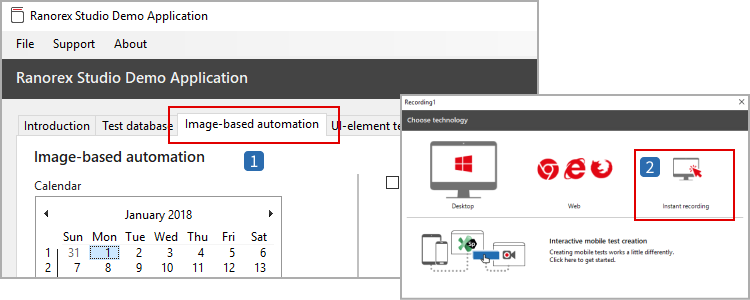 Ranorex Studio Demo Application
File Support About
Ranorex Studio Demo Application
Introduction Test database Image-based automation UI-element te
Image-based automation 1
Calendar
January 2018
Sun Mon Tue Wed Thu Fri Sat
1 31 1 2 3 4 5 6
2 7 8 9 10 11 12 13
Recording1
Choose technology
2
Desktop Web Instant recording
Xp
Interactive mobile test creation
Creating mobile tests works a little differently.
Click here to get started.